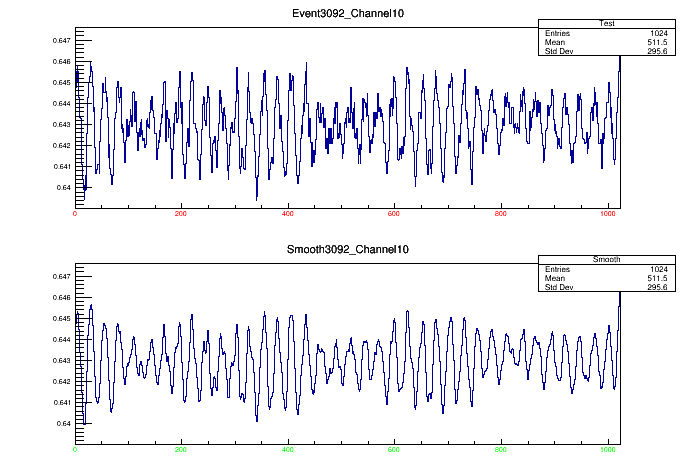 Event3092_Channel10
Test
Entries 1024
Mean 511.5
Std Dev 295.6
0.647
0.646
0.645
0.644
0.643
0.642
0.641
0.64
0 200 400 600 800 1000
Smooth3092_Channel10
Smooth
Entries 1024
Mean 511.5
Std Dev 295.6
0.647
0.646
0.645
0.644
0.643
0.642
0.641
0.64
0 200 400 600 800 1000